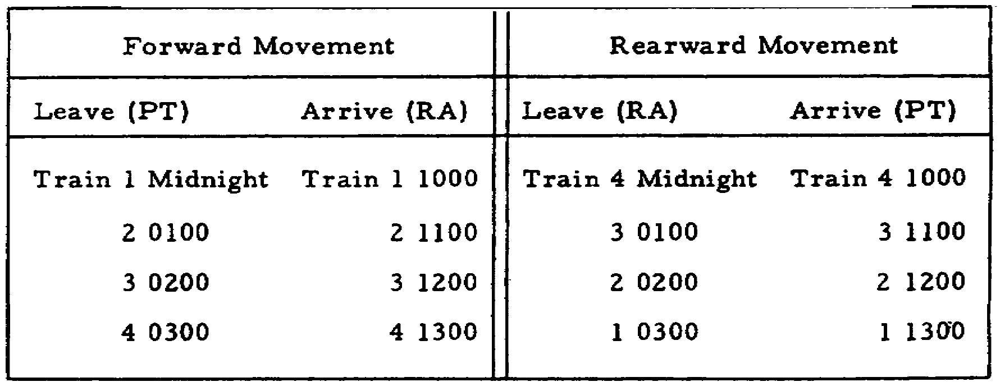 Forward Movement Rearward Movement
Leave (PT) Arrive (RA) Leave (RA) Arrive (PT)
Train 1 Midnight Train 1 1000 Train 4 Midnight Train 4 1000
2 0100 2 1100 3 0100 3 1100
3 0200 3 1200 2 0200 2 1200
4 0300 4 1300 1 0300 1 1300